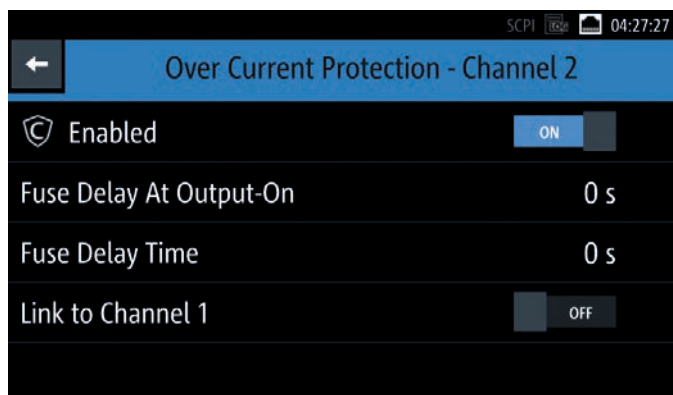 SCPI 04:27:27
Over Current Protection - Channel 2
Enabled ON
Fuse Delay At Output-On 0 s
Fuse Delay Time 0 s
Link to Channel 1 OFF